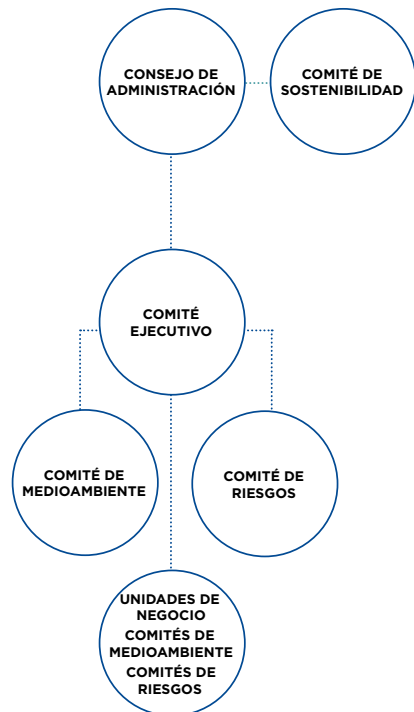 CONSEJO DE
ADMINISTRACIÓN
COMITÉ DE
SOSTENIBILIDAD
COMITÉ
EJECUTIVO
COMITÉ DE
MEDIOAMBIENTE
COMITÉ DE
RIESGOS
UNIDADES DE
NEGOCIO
COMITÉS DE
MEDIOAMBIENTE
COMITÉS DE
RIESGOS